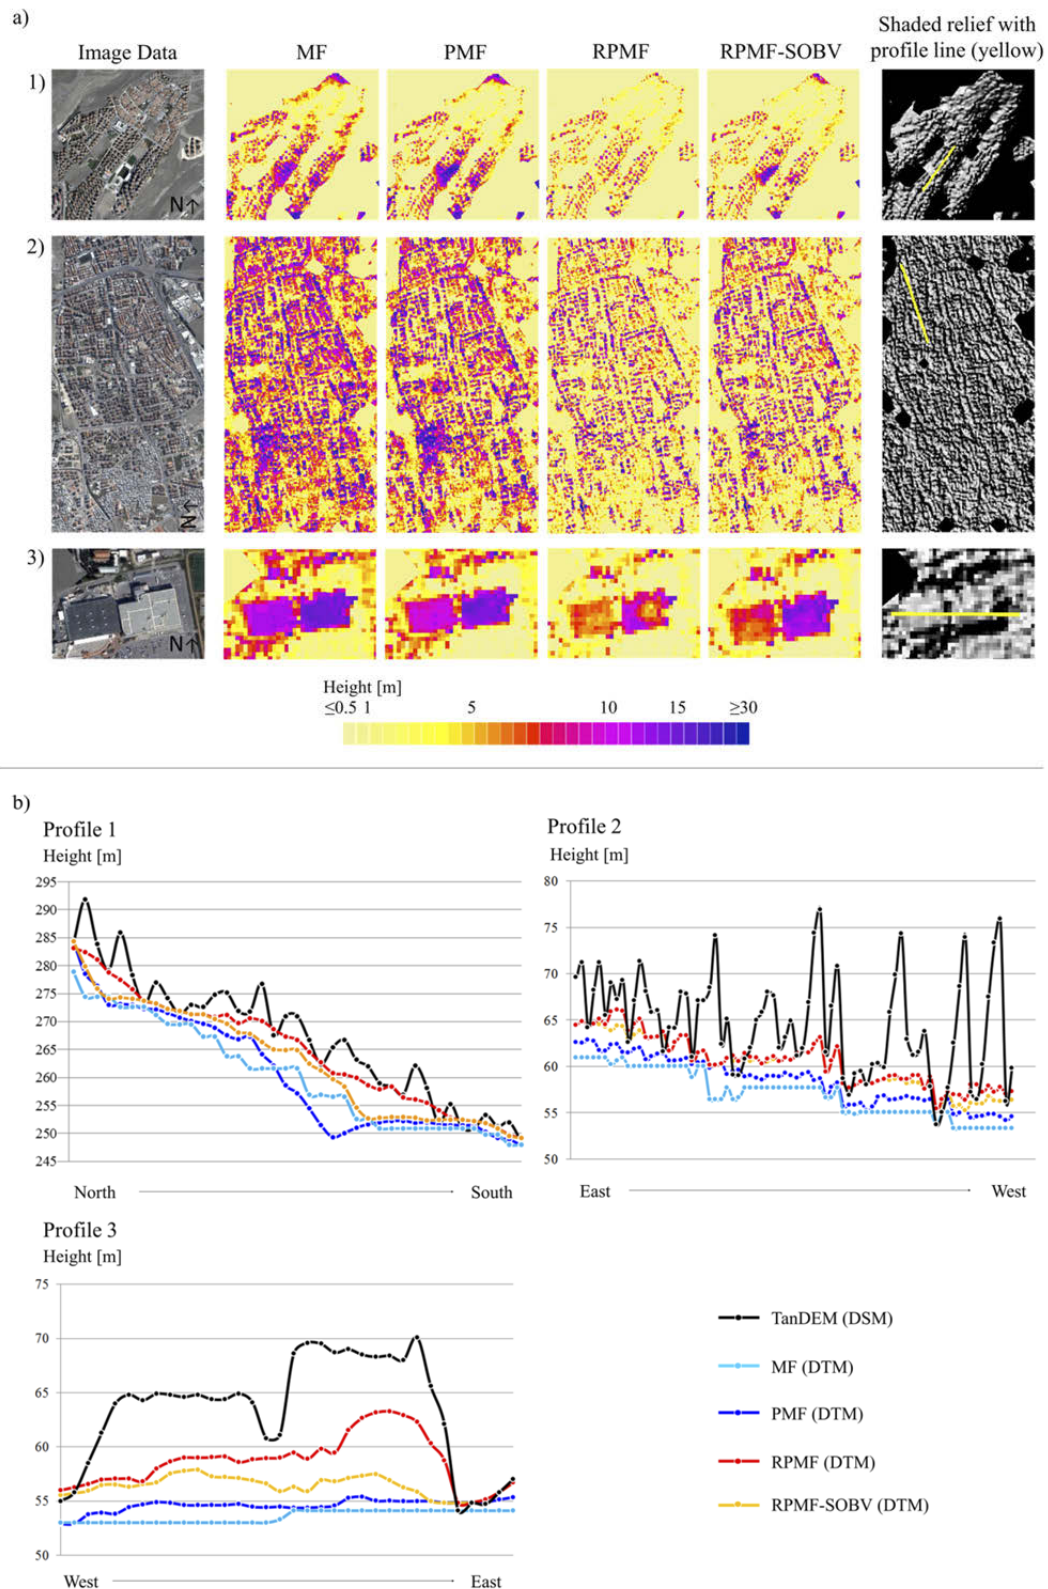 a)
Image Data
MF
PMF
RPMF
RPMF-SOBV
Shaded relief with
profile line (yellow)
1)
N↑
2)
N
3)
N↑
Height [m]
≤0.5 1 5 10 15 ≥30
b)
Profile 1
Height [m]
295
290
285
280
275
270
265
260
255
250
245
North
South
Profile 2
Height [m]
80
75
70
65
60
55
50
East
West
Profile 3
Height [m]
75
70
65
60
55
50
West
East
TanDEM (DSM)
MF (DTM)
PMF (DTM)
RPMF (DTM)
RPMF-SOBV (DTM)